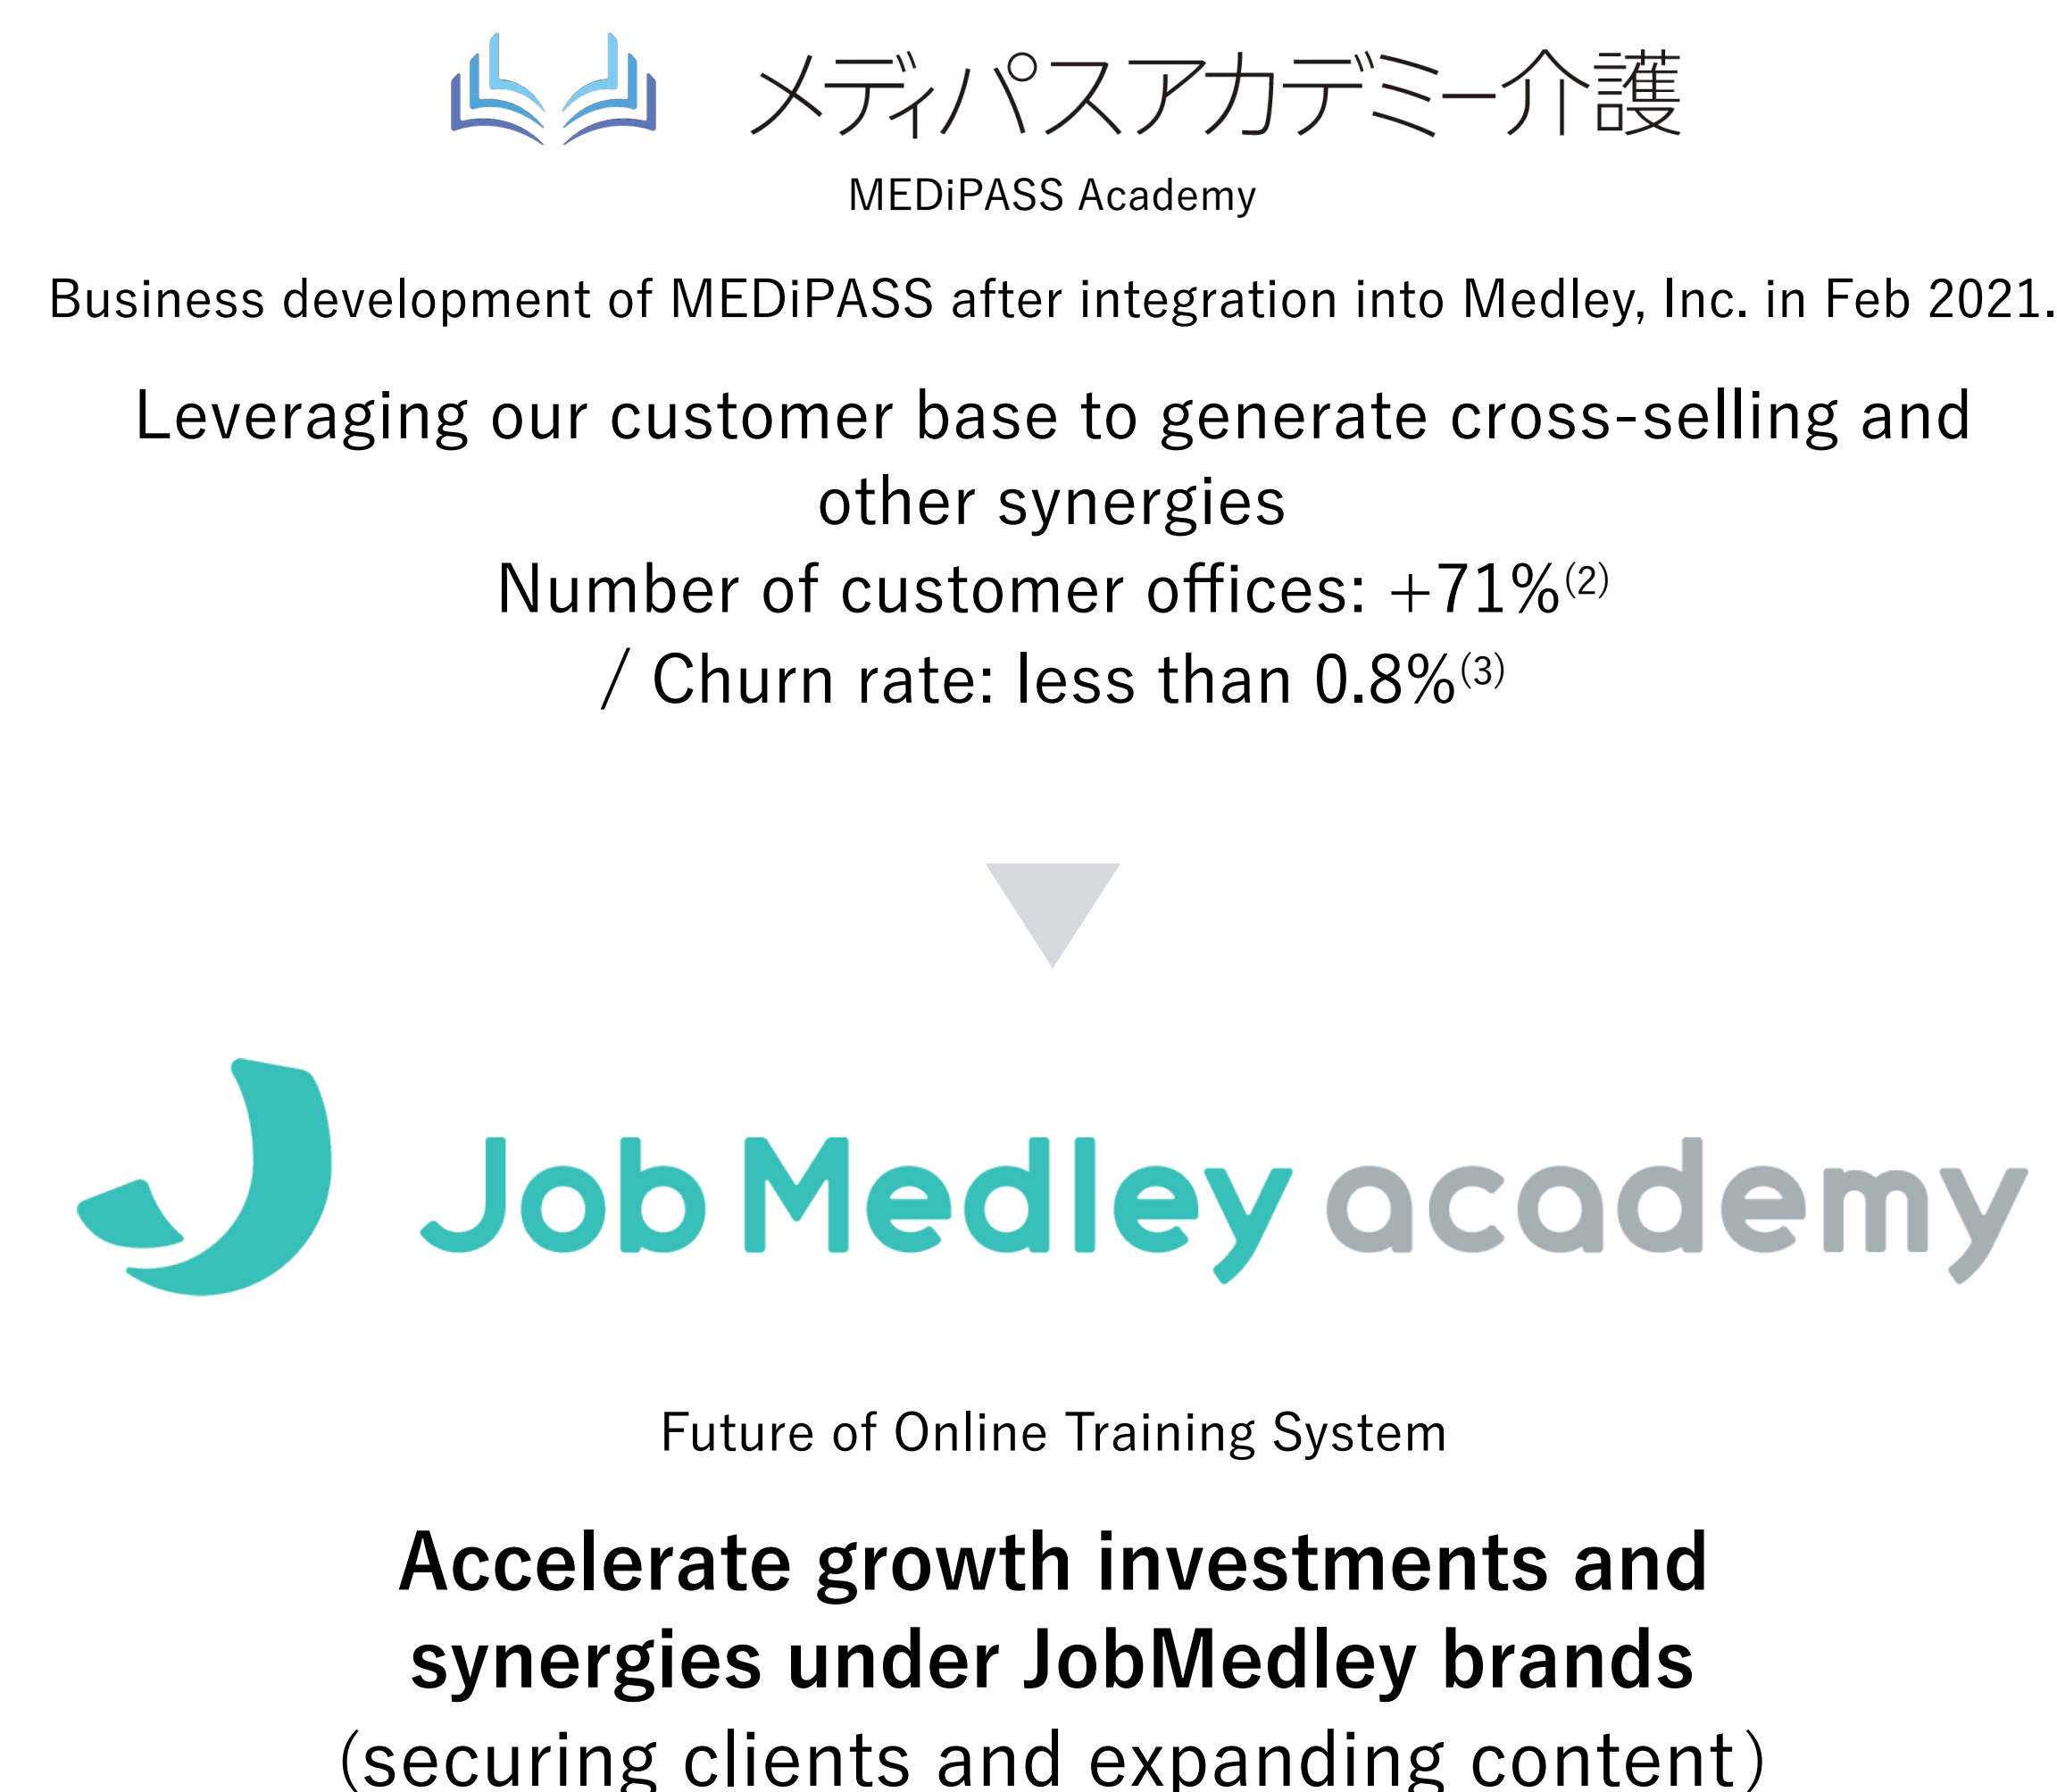 メディパスアカデミー介護
MEDiPASS Academy
Business development of MEDiPASS after integration into Medley, Inc. in Feb 2021.
Leveraging our customer base to generate cross-selling and
other synergies
Number of customer offices: +71%(2)
/ Churn rate: less than 0.8%(3)
Job Medley academy
Future of Online Training System
Accelerate growth investments and
synergies under JobMedley brands
(securing clients and expanding content)